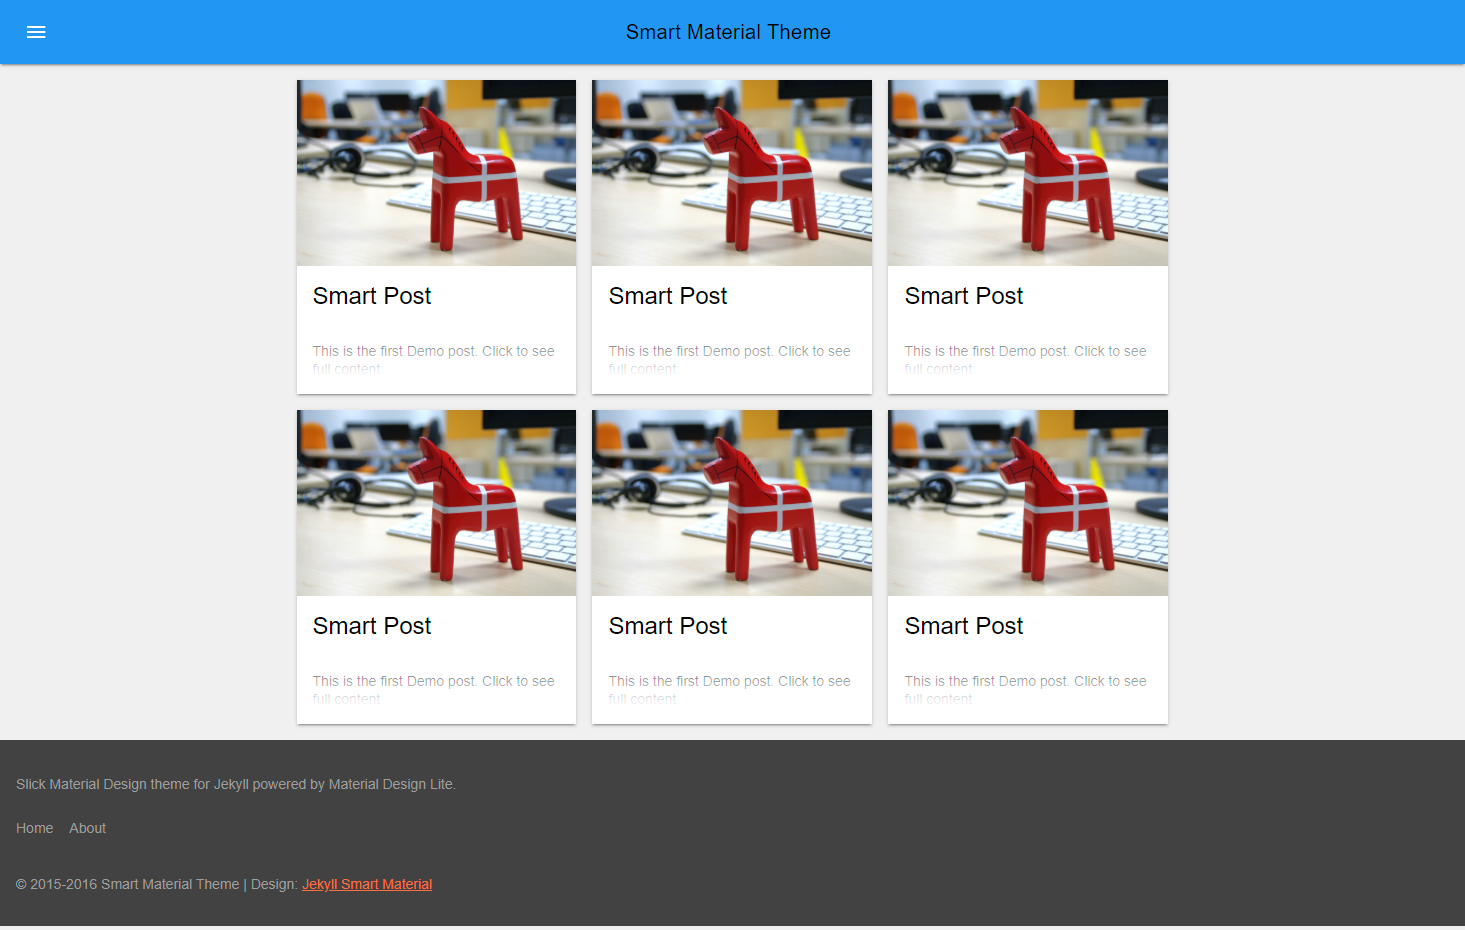 Smart Material Theme
Smart Post
This is the first Demo post. Click to see
full content
Smart Post
This is the first Demo post. Click to see
full content
Smart Post
This is the first Demo post. Click to see
full content
Smart Post
This is the first Demo post. Click to see
full content
Smart Post
This is the first Demo post. Click to see
full content
Smart Post
This is the first Demo post. Click to see
full content
Slick Material Design theme for Jekyll powered by Material Design Lite.
Home About
© 2015-2016 Smart Material Theme | Design: Jekyll Smart Material